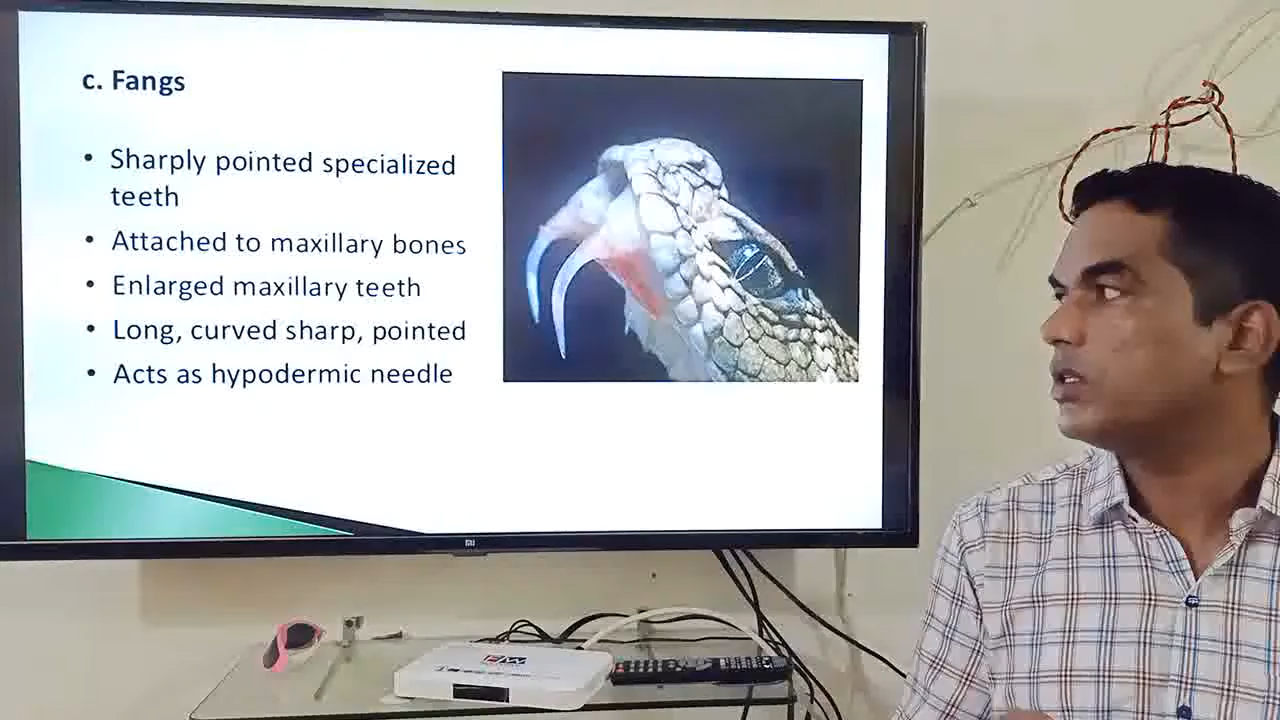 c. Fangs
• Sharply pointed specialized
teeth
• Attached to maxillary bones
• Enlarged maxillary teeth
• Long, curved sharp, pointed
• Acts as hypodermic needle
mi